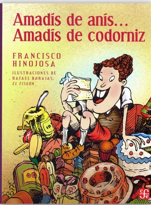 Amadís de anís...
Amadís de codorniz
FRANCISCO
HINOJOSA
ILUSTRACIONES DE
RAFAEL BARAJAS,
EL FISGÓN